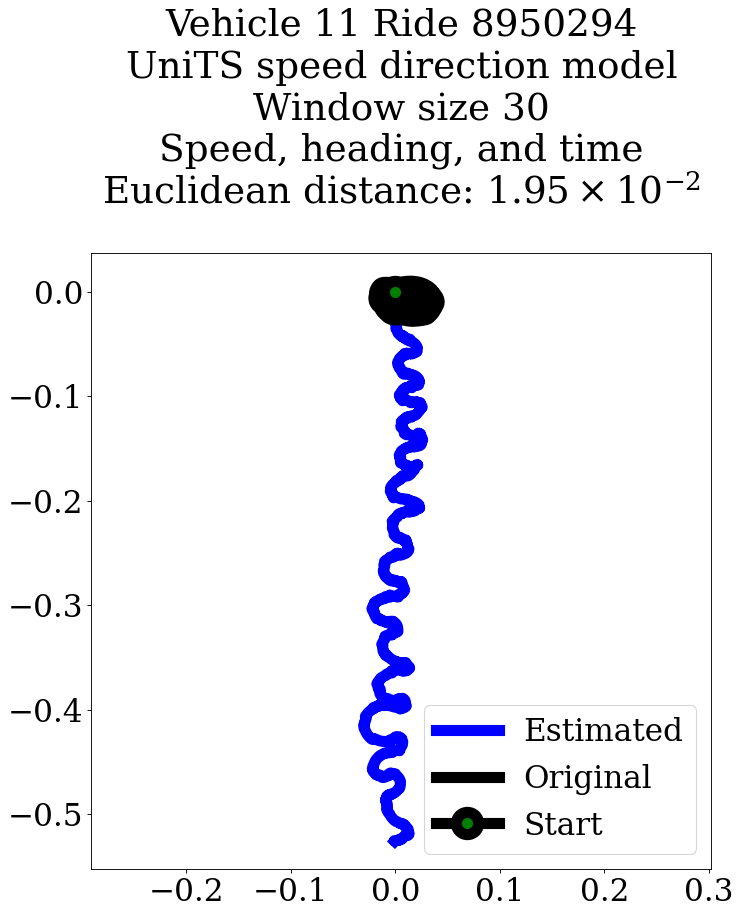 Vehicle 11 Ride 8950294
UniTS speed direction model
Window size 30
Speed, heading, and time
Euclidean distance: 1.95 × 10⁻²
0.0
−0.1
−0.2
−0.3
−0.4
−0.5
Estimated
Original
Start
−0.2 −0.1 0.0 0.1 0.2 0.3